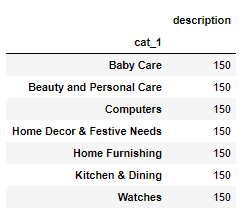 description
cat_1
Baby Care 150
Beauty and Personal Care 150
Computers 150
Home Decor & Festive Needs 150
Home Furnishing 150
Kitchen & Dining 150
Watches 150